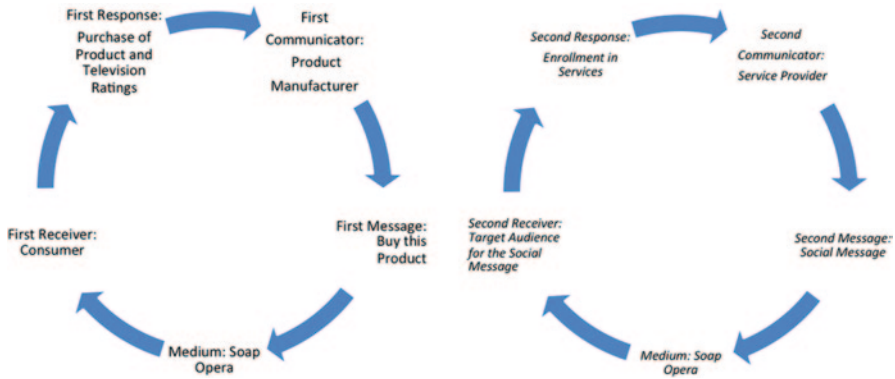 First Response:
Purchase of
Product and
Television
Ratings
First
Communicator:
Product
Manufacturer
First Message:
Buy this
Product
Medium: Soap
Opera
First Receiver:
Consumer
Second Response:
Enrollment in
Services
Second
Communicator:
Service Provider
Second Message:
Social Message
Medium: Soap
Opera
Second Receiver:
Target Audience
for the Social
Message